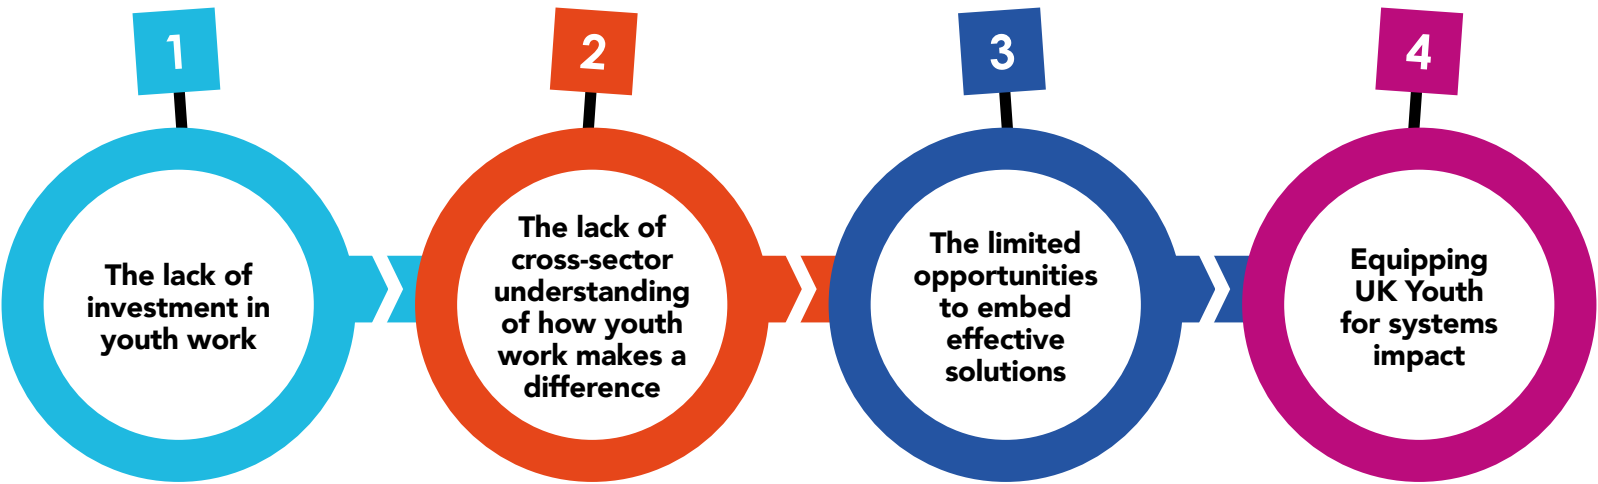 1
The lack of
investment in
youth work
2
The lack of
cross-sector
understanding
of how youth
work makes a
difference
3
The limited
opportunities
to embed
effective
solutions
4
Equipping
UK Youth
for systems
impact